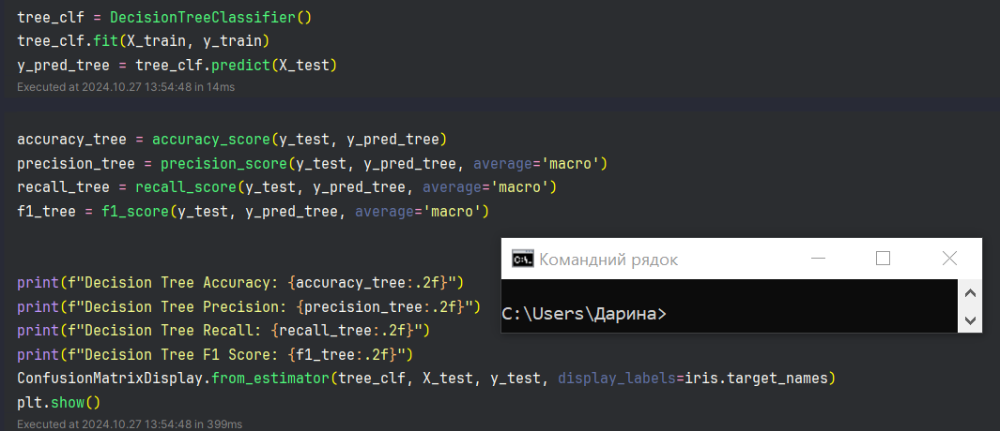 tree_clf = DecisionTreeClassifier()
tree_clf.fit(X_train, y_train)
y_pred_tree = tree_clf.predict(X_test)
Executed at 2024.10.27 13:54:48 in 14ms
accuracy_tree = accuracy_score(y_test, y_pred_tree)
precision_tree = precision_score(y_test, y_pred_tree, average='macro')
recall_tree = recall_score(y_test, y_pred_tree, average='macro')
f1_tree = f1_score(y_test, y_pred_tree, average='macro')
C:\_ Командний рядок
C:\Users\Дарина>
print(f"Decision Tree Accuracy: {accuracy_tree:.2f}")
print(f"Decision Tree Precision: {precision_tree:.2f}")
print(f"Decision Tree Recall: {recall_tree:.2f}")
print(f"Decision Tree F1 Score: {f1_tree:.2f}")
ConfusionMatrixDisplay.from_estimator(tree_clf, X_test, y_test, display_labels=iris.target_names)
plt.show()
Executed at 2024.10.27 13:54:48 in 399ms